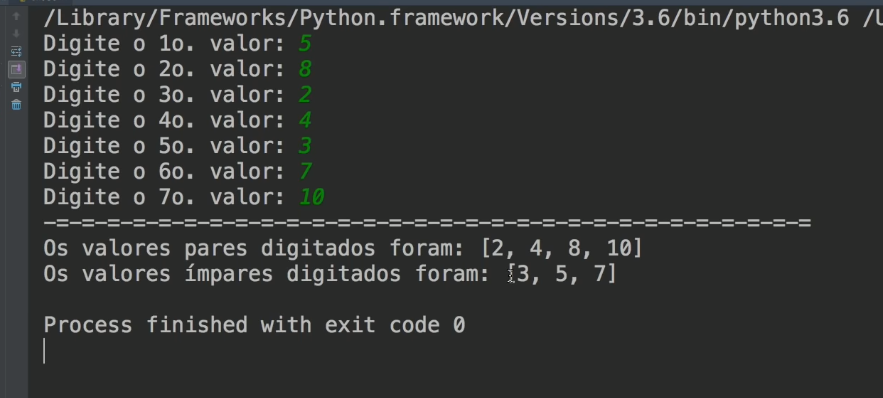 /Library/Frameworks/Python.framework/Versions/3.6/bin/python3.6 /U
Digite o 1o. valor: 5
Digite o 2o. valor: 8
Digite o 3o. valor: 2
Digite o 4o. valor: 4
Digite o 5o. valor: 3
Digite o 6o. valor: 7
Digite o 7o. valor: 10
-=-=-=-=-=-=-=-=-=-=-=-=-=-=-=-=-=-=-=-=-=-=-=-=-=-=-=-=-=-=
Os valores pares digitados foram: [2, 4, 8, 10]
Os valores ímpares digitados foram: [3, 5, 7]
Process finished with exit code 0